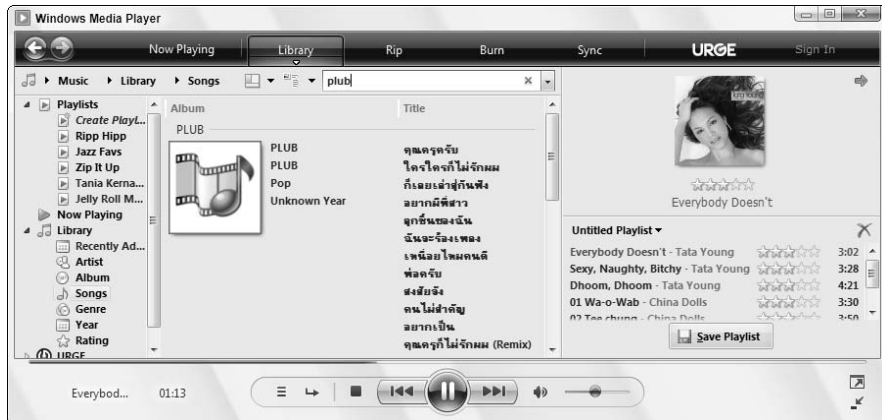 Windows Media Player
Now Playing Library Rip Burn Sync URGE Sign In
Music Library Songs plub
Playlists
Create Playl...
Ripp Hipp
Jazz Favs
Zip It Up
Tania Kerna...
Jelly Roll M...
Now Playing
Library
Recently Ad...
Artist
Album
Songs
Genre
Year
Rating
URGE
Album Title
PLUB
PLUB
PLUB
Pop
Unknown Year
คุณครูครับ
ใครใครก็ไม่รักผม
ก็เลยเล่าสู่กันฟัง
อยากมีพี่สาว
ลูกชิ้นของฉัน
ฉันจะร้องเพลง
เหนื่อยไหมคนดี
พ่อครับ
สงสัยจัง
คนไม่สำคัญ
อยากเป็น
คุณครูก็ไม่รักผม (Remix)
Everybody Doesn't
Untitled Playlist
Everybody Doesn't - Tata Young 3:02
Sexy, Naughty, Bitchy - Tata Young 3:28
Dhoom, Dhoom - Tata Young 4:21
01 Wa-o-Wab - China Dolls 3:30
02 Tee chung - China Dolls 3:50
Save Playlist
Everybod... 01:13